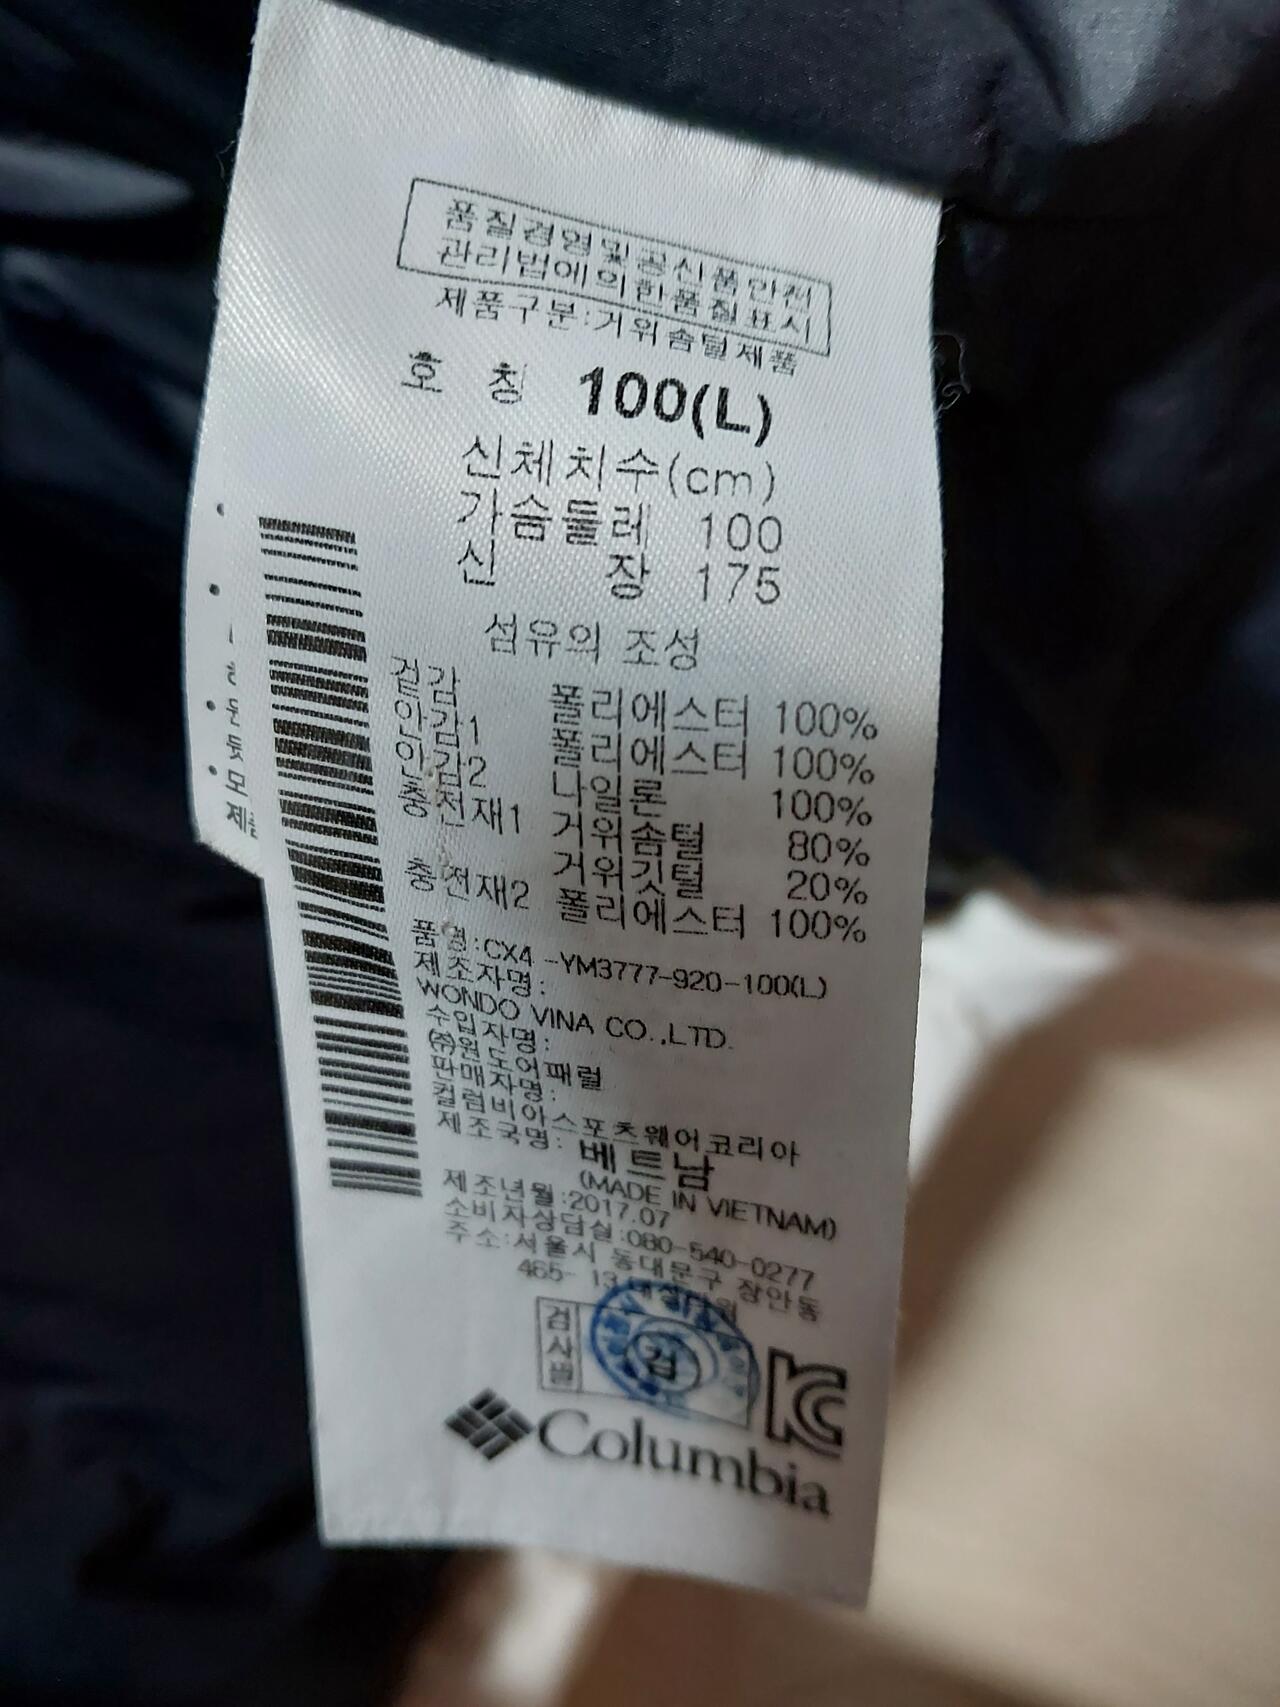 품질경영및공산품안전
관리법에의한품질표시
제품구분:거위솜털제품
호 칭 100(L)
신체치수(cm)
가슴둘레 100
신 장 175
섬유의 조성
겉감 폴리에스터 100%
안감1 폴리에스터 100%
안감2 나일론 100%
충전재1 거위솜털 80%
거위깃털 20%
충전재2 폴리에스터 100%
품명:CX4 -YM3777-920-100(L)
제조자명:
WONDO VINA CO.,LTD.
수입자명:
㈜원도어패럴
판매자명:
컬럼비아스포츠웨어코리아
제조국명: 베트남
(MADE IN VIETNAM)
제조년월:2017.07
소비자상담실:080-540-0277
주소:서울시 동대문구 장안동
465- 13
검사필
검
KC
Columbia
모
제품